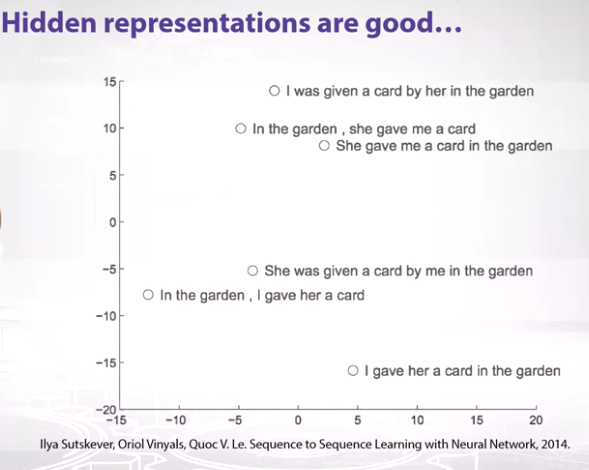 Hidden representations are good...
15
I was given a card by her in the garden
10
In the garden , she gave me a card
She gave me a card in the garden
5
0
−5
She was given a card by me in the garden
In the garden , I gave her a card
−10
−15
I gave her a card in the garden
−20
−15 −10 −5 0 5 10 15 20
Ilya Sutskever, Oriol Vinyals, Quoc V. Le. Sequence to Sequence Learning with Neural Network, 2014.